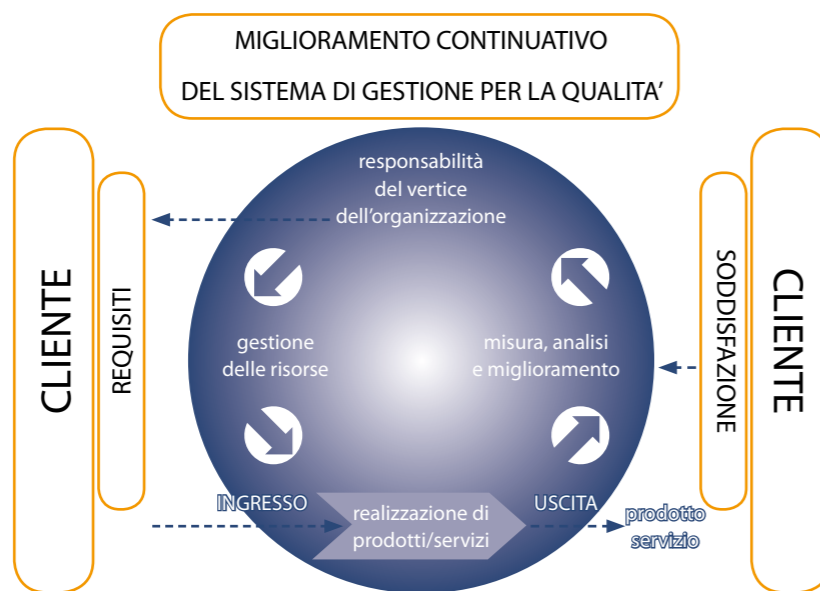 MIGLIORAMENTO CONTINUATIVO
DEL SISTEMA DI GESTIONE PER LA QUALITA’
CLIENTE
REQUISITI
responsabilità
del vertice
dell’organizzazione
gestione
delle risorse
misura, analisi
e miglioramento
SODDISFAZIONE
CLIENTE
INGRESSO
realizzazione di
prodotti/servizi
USCITA
prodotto
servizio